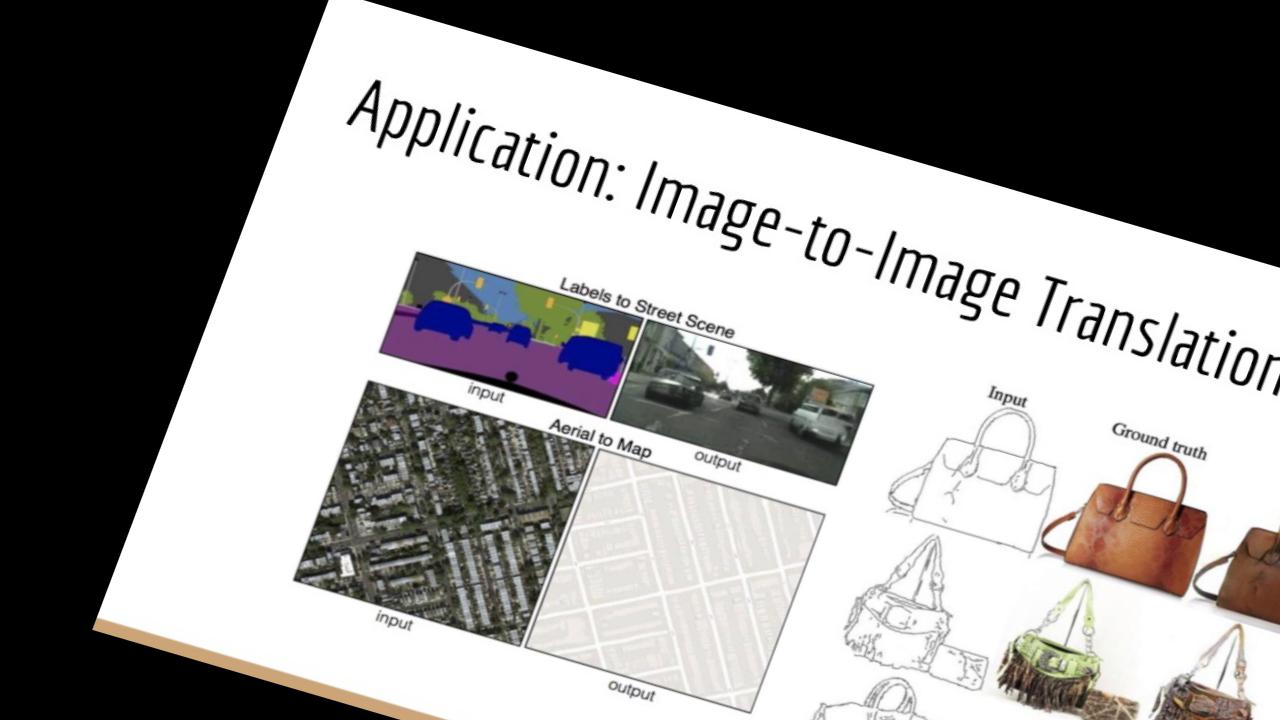 Application: Image-to-Image Translation
Labels to Street Scene
input
output
Aerial to Map
input
output
Input
Ground truth